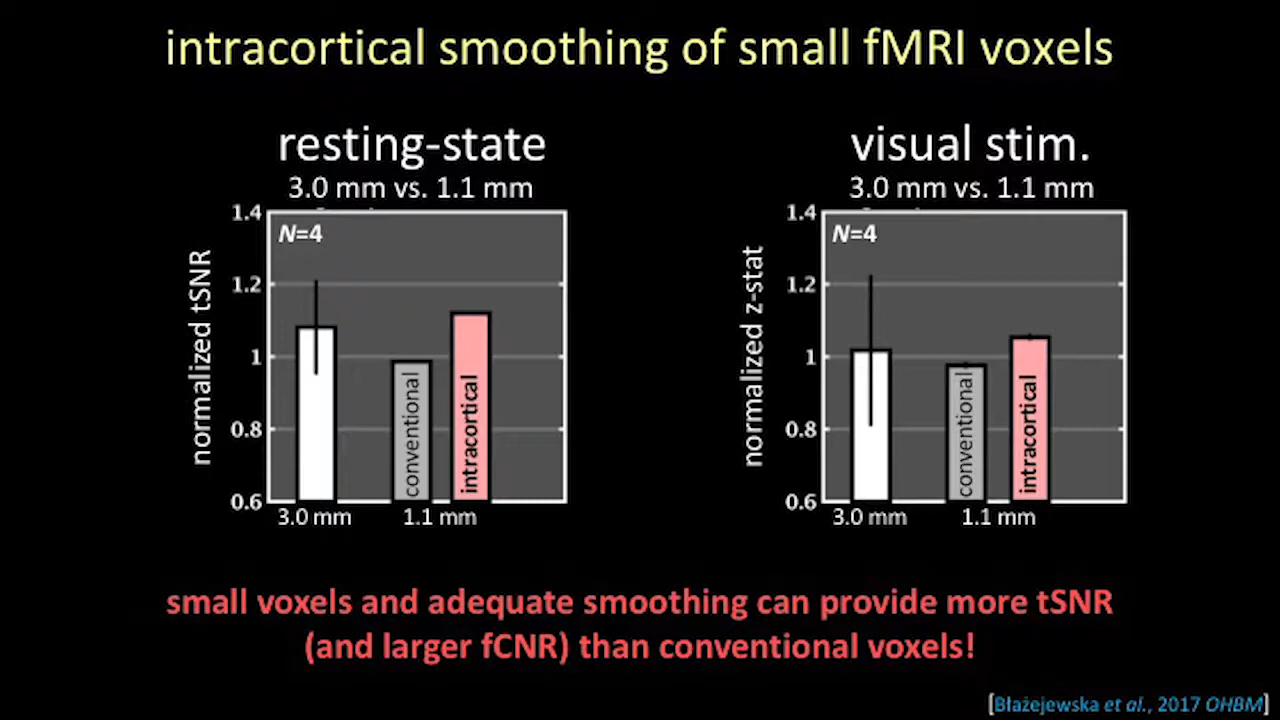 intracortical smoothing of small fMRI voxels
resting-state
3.0 mm vs. 1.1 mm
normalized tSNR
1.4
1.2
1
0.8
0.6
N=4
conventional
intracortical
3.0 mm
1.1 mm
visual stim.
3.0 mm vs. 1.1 mm
normalized z-stat
1.4
1.2
1
0.8
0.6
N=4
conventional
intracortical
3.0 mm
1.1 mm
small voxels and adequate smoothing can provide more tSNR
(and larger fCNR) than conventional voxels!
[Błażejewska et al., 2017 OHBM]